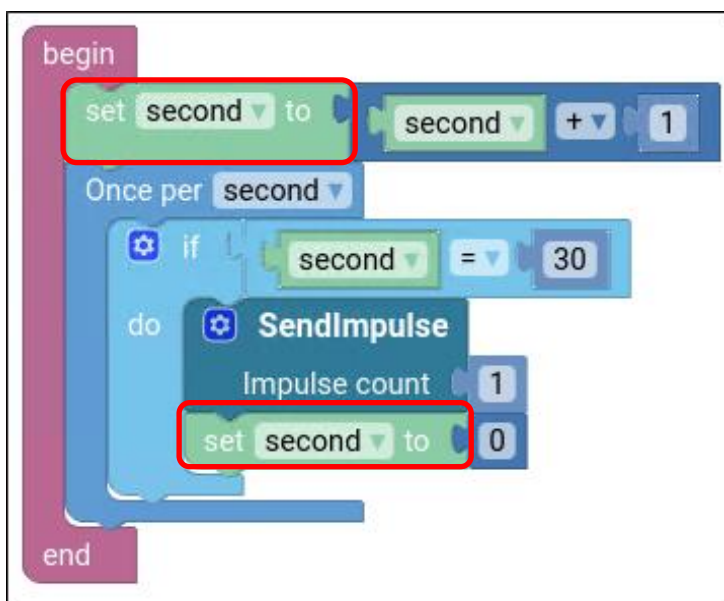 begin
set second to second + 1
Once per second
if second = 30
do SendImpulse
Impulse count 1
set second to 0
end